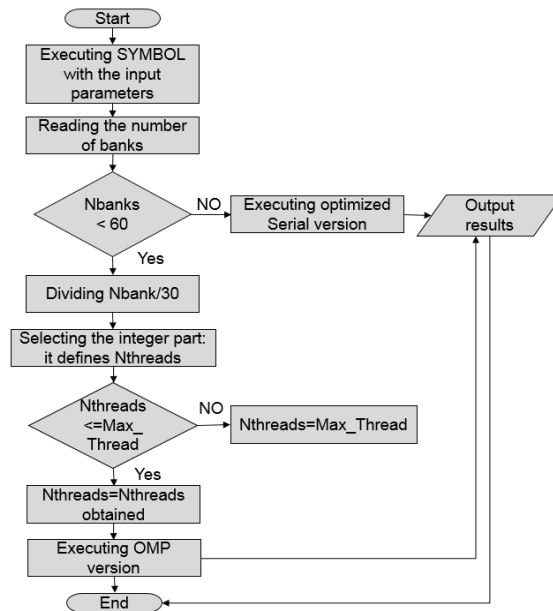 Start
Executing SYMBOL
with the input
parameters
Reading the number
of banks
Nbanks
< 60
NO
Executing optimized
Serial version
Output
results
Yes
Dividing Nbank/30
Selecting the integer part:
it defines Nthreads
Nthreads
<=Max_
Thread
NO
Nthreads=Max_Thread
Yes
Nthreads=Nthreads
obtained
Executing OMP
version
End